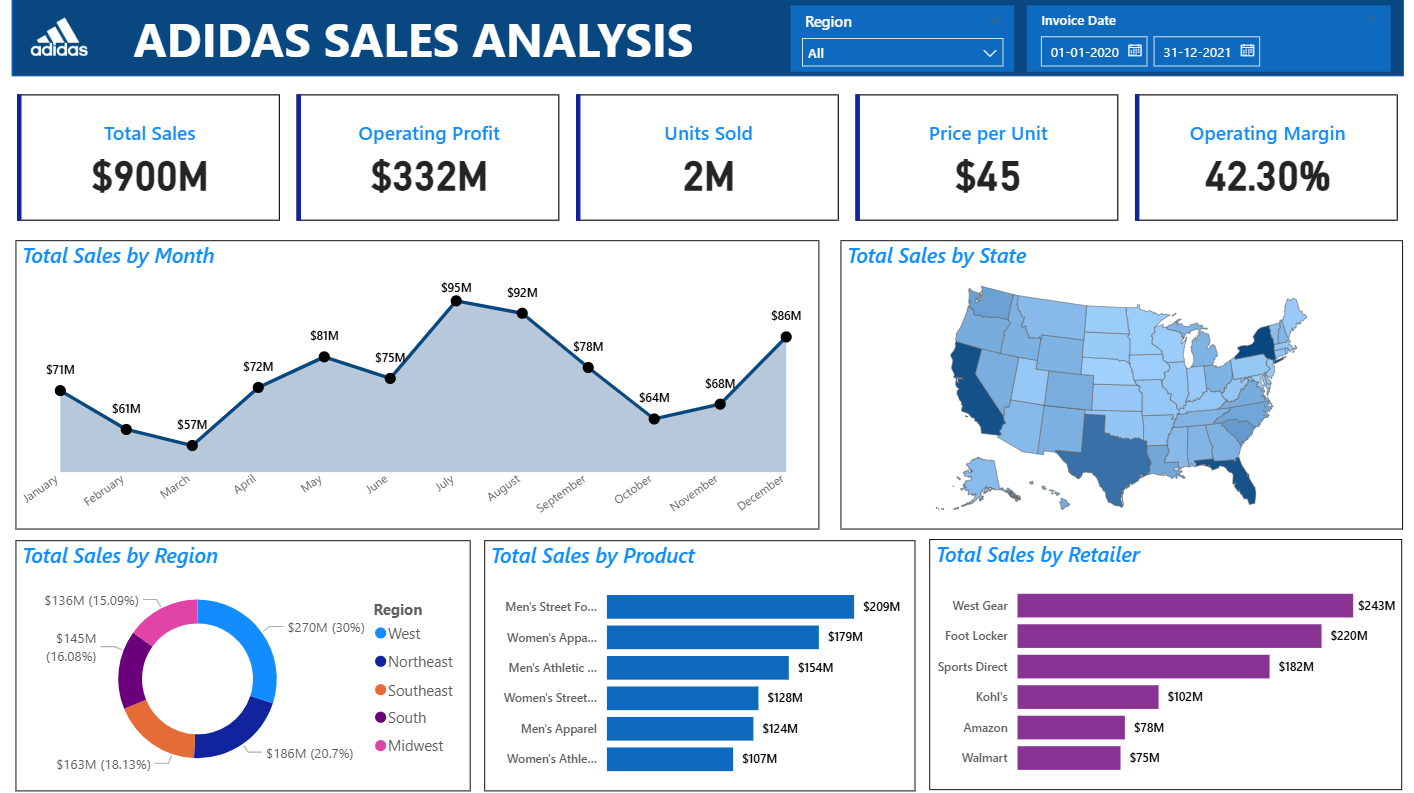 adidas
ADIDAS SALES ANALYSIS
Region
All
Invoice Date
01-01-2020
31-12-2021
Total Sales
$900M
Operating Profit
$332M
Units Sold
2M
Price per Unit
$45
Operating Margin
42.30%
Total Sales by Month
$71M
$61M
$57M
$72M
$81M
$75M
$95M
$92M
$78M
$64M
$68M
$86M
January
February
March
April
May
June
July
August
September
October
November
December
Total Sales by State
Total Sales by Region
$136M (15.09%)
$145M
(16.08%)
$163M (18.13%)
$270M (30%)
$186M (20.7%)
Region
West
Northeast
Southeast
South
Midwest
Total Sales by Product
Men's Street Fo... $209M
Women's Appa... $179M
Men's Athletic ... $154M
Women's Street... $128M
Men's Apparel $124M
Women's Athle... $107M
Total Sales by Retailer
West Gear $243M
Foot Locker $220M
Sports Direct $182M
Kohl's $102M
Amazon $78M
Walmart $75M